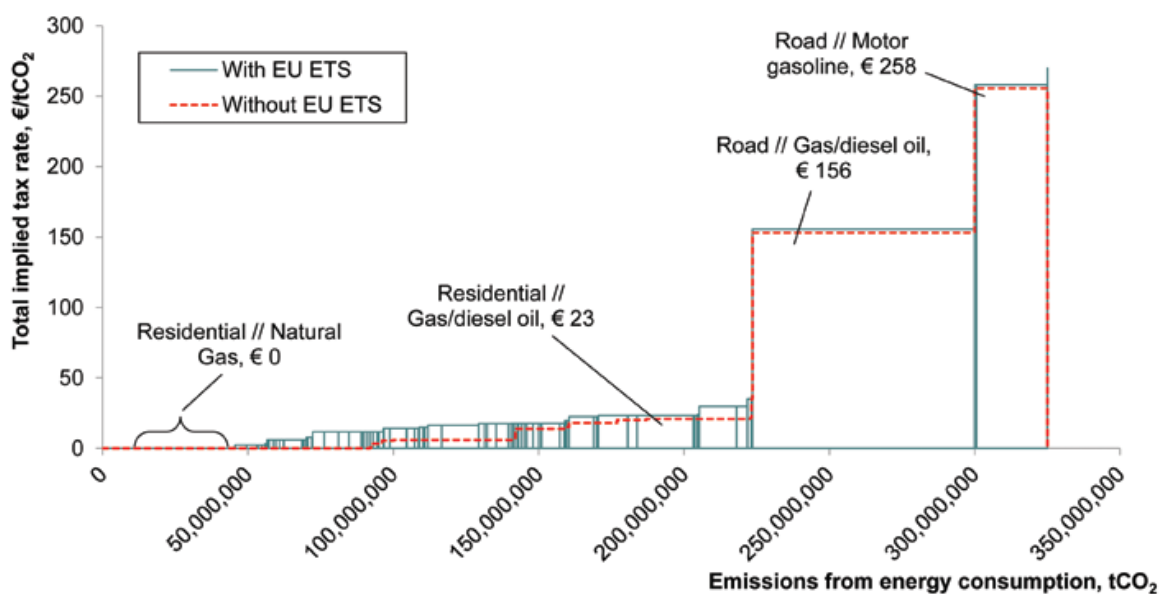 Total implied tax rate, €/tCO₂
300
250
200
150
100
50
0
With EU ETS
Without EU ETS
Road // Motor
gasoline, € 258
Road // Gas/diesel oil,
€ 156
Residential //
Gas/diesel oil, € 23
Residential // Natural
Gas, € 0
0
50,000,000
100,000,000
150,000,000
200,000,000
250,000,000
300,000,000
350,000,000
Emissions from energy consumption, tCO₂